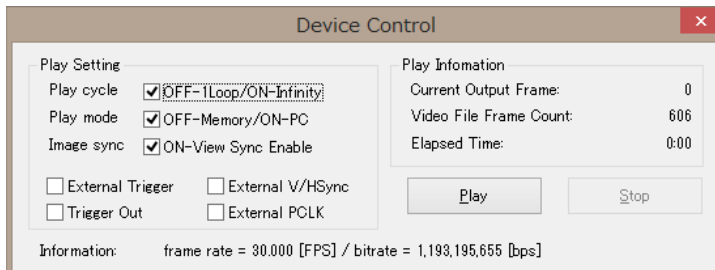 Device Control
Play Setting
Play cycle OFF-1Loop/ON-Infinity
Play mode OFF-Memory/ON-PC
Image sync ON-View Sync Enable
External Trigger External V/HSync
Trigger Out External PCLK
Play Infomation
Current Output Frame: 0
Video File Frame Count: 606
Elapsed Time: 0:00
Play Stop
Information: frame rate = 30.000 [FPS] / bitrate = 1,193,195,655 [bps]